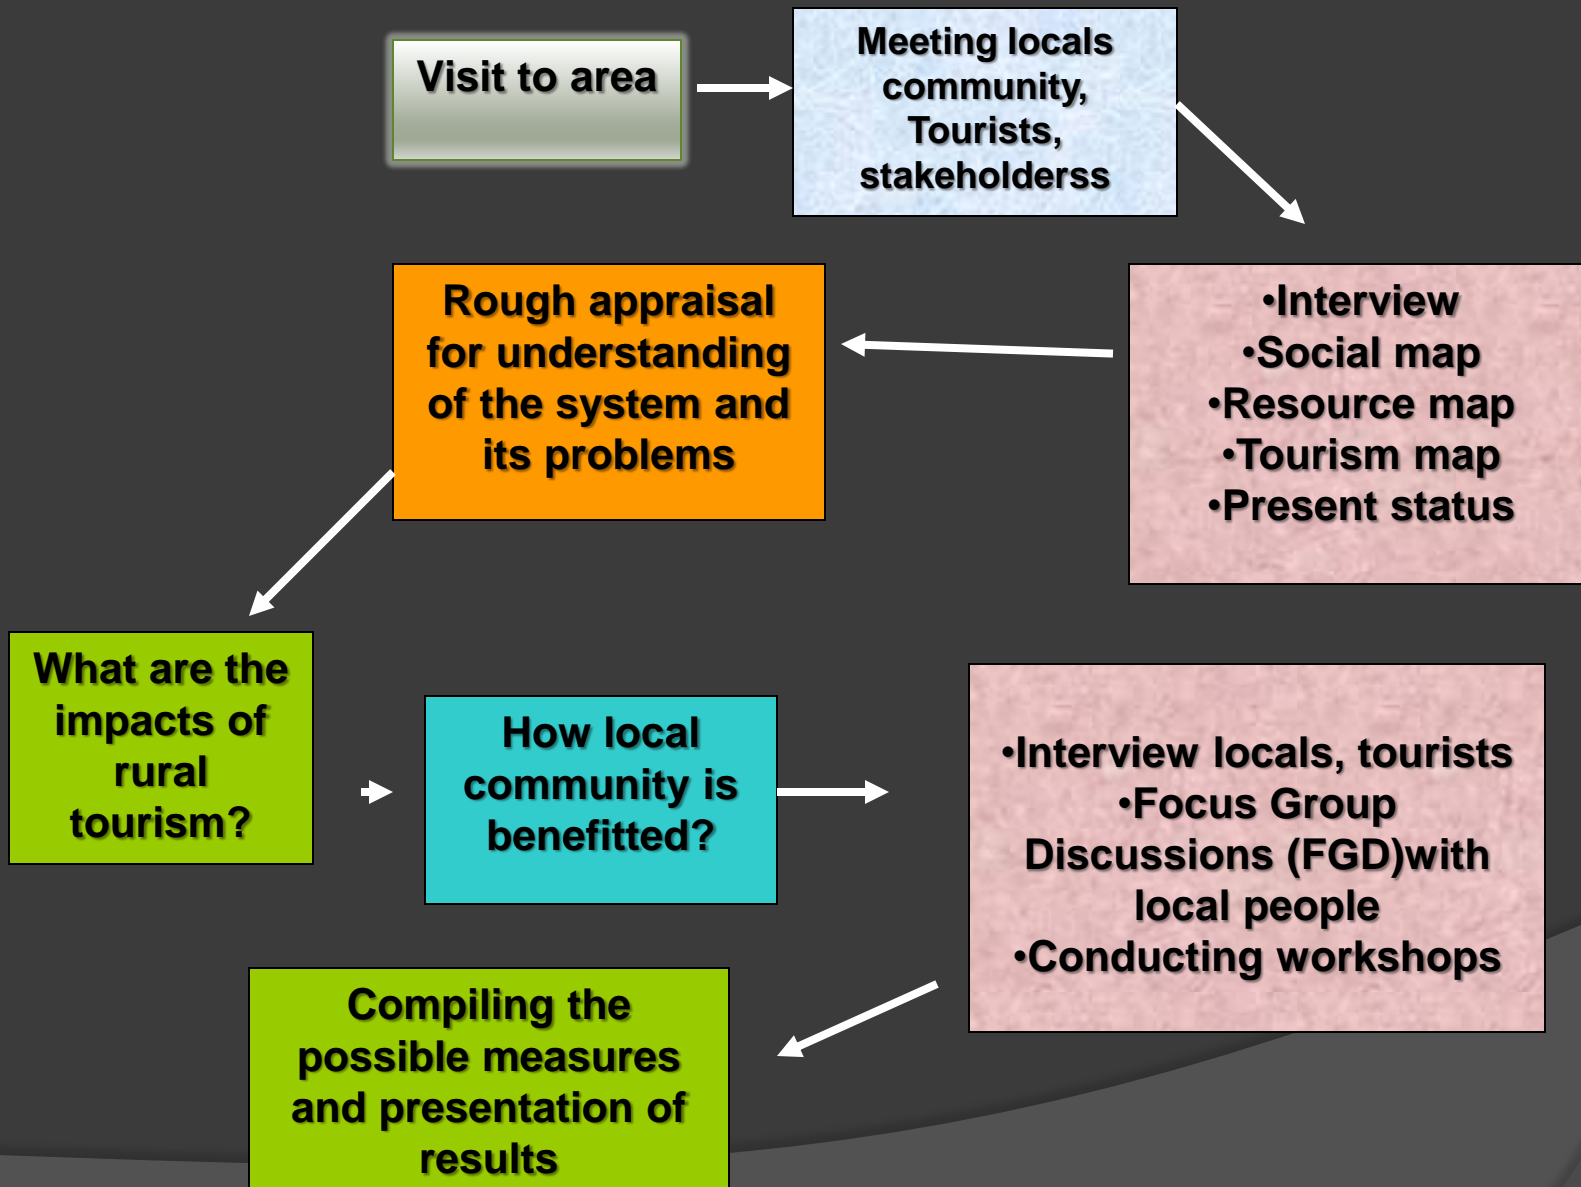 Visit to area
Meeting locals
community,
Tourists,
stakeholderss
•Interview
•Social map
•Resource map
•Tourism map
•Present status
Rough appraisal
for understanding
of the system and
its problems
What are the
impacts of
rural
tourism?
How local
community is
benefitted?
•Interview locals, tourists
•Focus Group
Discussions (FGD)with
local people
•Conducting workshops
Compiling the
possible measures
and presentation of
results